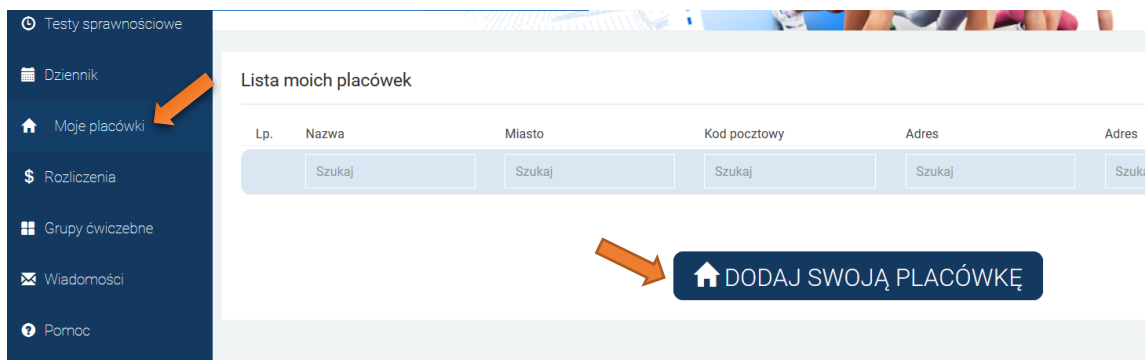 Testy sprawnościowe
Dziennik
Moje placówki
$ Rozliczenia
Grupy ćwiczebne
Wiadomości
Pomoc
Lista moich placówek
Lp. Nazwa Miasto Kod pocztowy Adres Adres
Szukaj Szukaj Szukaj Szukaj
DODAJ SWOJĄ PLACÓWKĘ